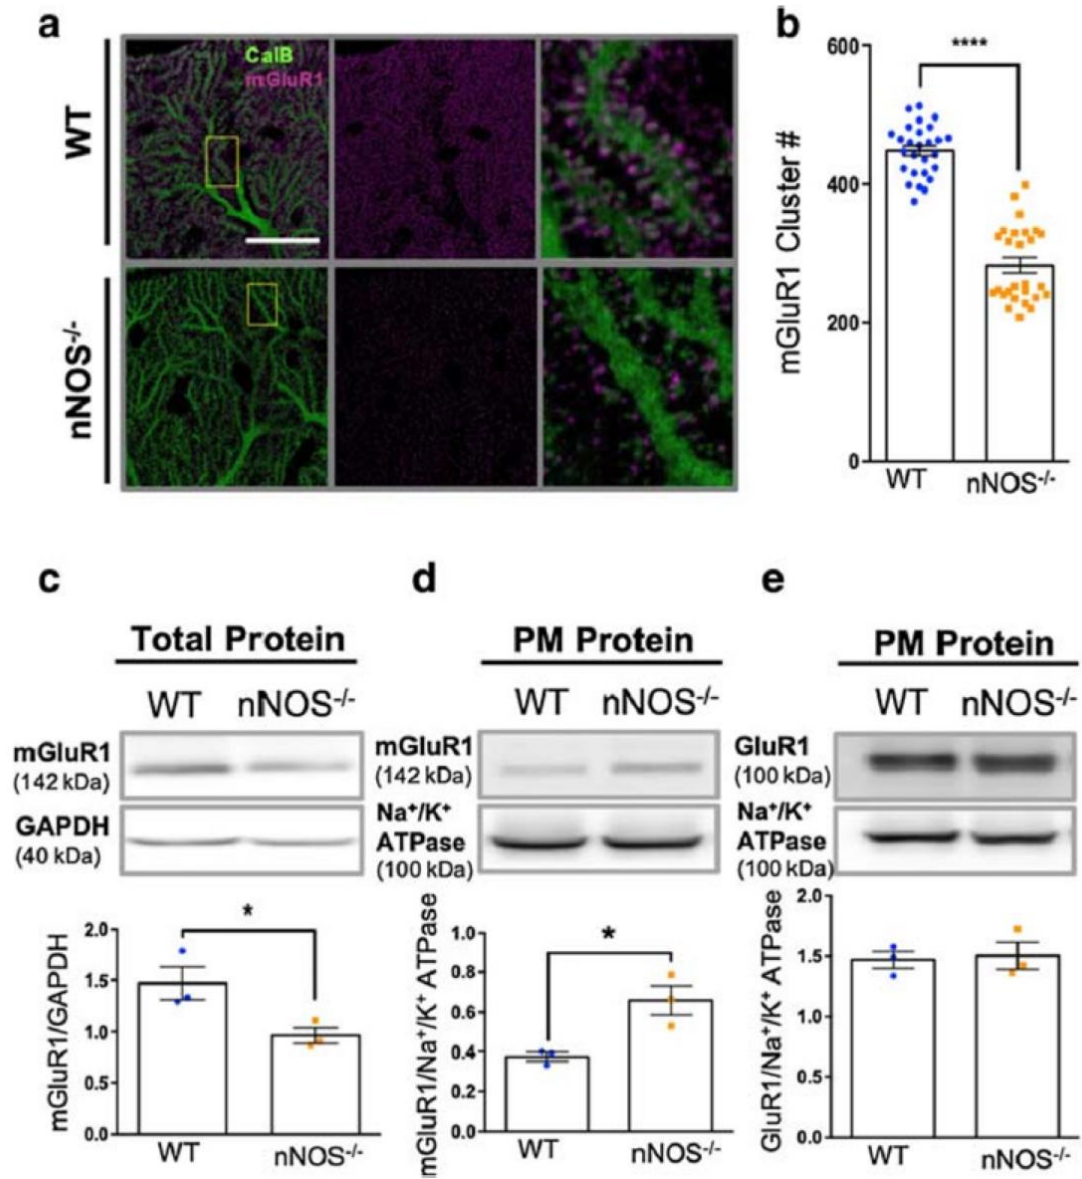 a
WT
CalB
mGluR1
nNOS-/-
b
mGluR1 Cluster #
600
400
200
0
****
WT
nNOS-/-
c
Total Protein
WT nNOS-/-
mGluR1
(142 kDa)
GAPDH
(40 kDa)
mGluR1/GAPDH
2.0
1.5
1.0
0.5
0.0
*
WT
nNOS-/-
d
PM Protein
WT nNOS-/-
mGluR1
(142 kDa)
Na+/K+
ATPase
(100 kDa)
mGluR1/Na+/K+ ATPase
1.0
0.8
0.6
0.4
0.2
0.0
*
WT
nNOS-/-
e
PM Protein
WT nNOS-/-
GluR1
(100 kDa)
Na+/K+
ATPase
(100 kDa)
GluR1/Na+/K+ ATPase
2.0
1.5
1.0
0.5
0.0
WT
nNOS-/-